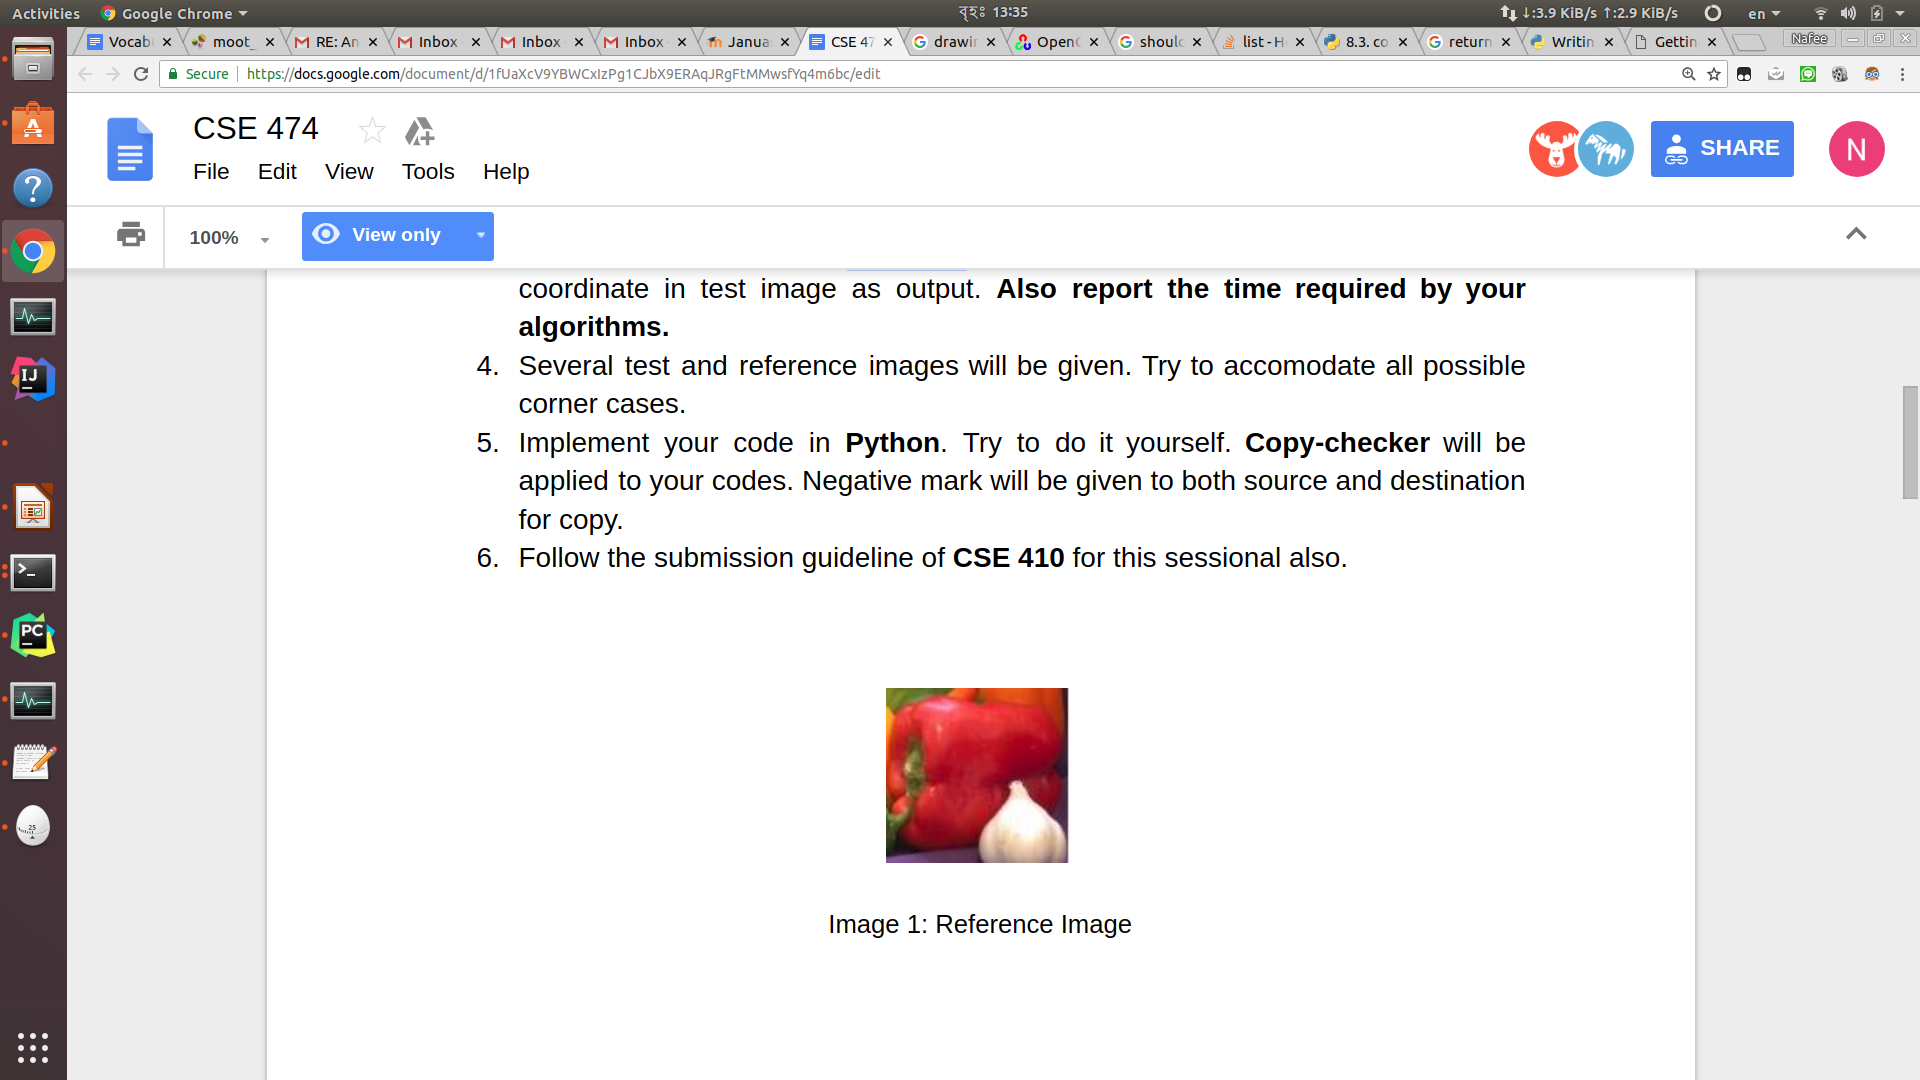 Activities Google Chrome বৃহঃ 13:35 ↓:3.9 KiB/s ↑:2.9 KiB/s en
Vocab moot_ RE: An Inbox Inbox Inbox Janua CSE 47 drawin OpenC should list - H 8.3. co return Writin Gettin Nafee
Secure https://docs.google.com/document/d/1fUaXcV9YBWCxIzPg1CJbX9ERAqJRgFtMMwsfYq4m6bc/edit
CSE 474
File Edit View Tools Help
SHARE
N
100% View only
coordinate in test image as output. Also report the time required by your
algorithms.
4. Several test and reference images will be given. Try to accomodate all possible
corner cases.
5. Implement your code in Python. Try to do it yourself. Copy-checker will be
applied to your codes. Negative mark will be given to both source and destination
for copy.
6. Follow the submission guideline of CSE 410 for this sessional also.
Image 1: Reference Image
IJ
PC
25